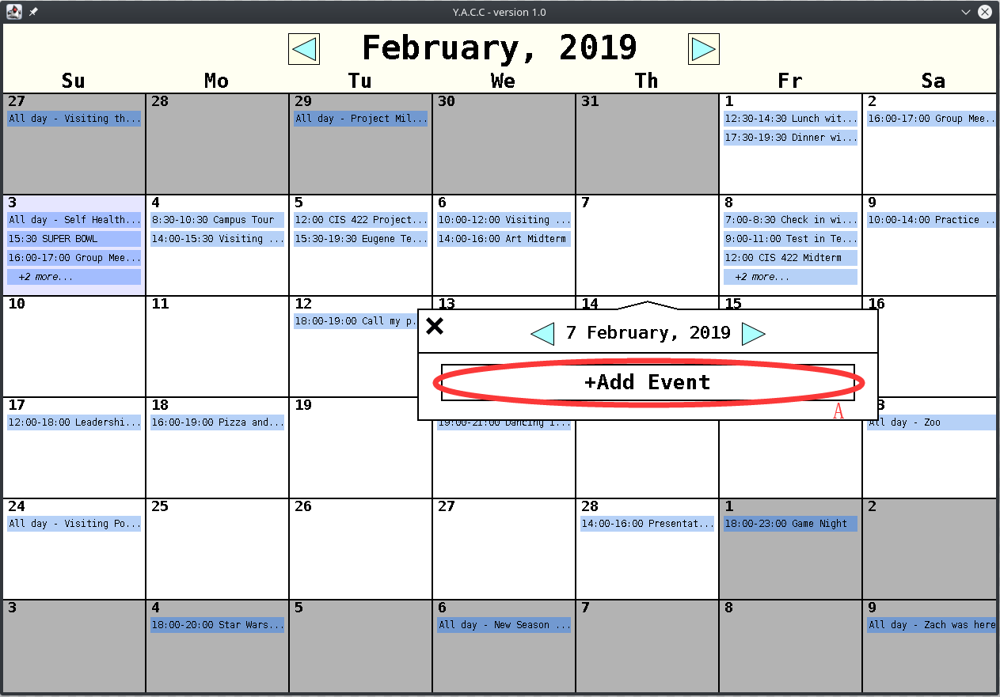 Y.A.C.C - version 1.0
February, 2019
Su Mo Tu We Th Fr Sa
27 28 29 30 31 1 2
All day - Visiting th... All day - Project Mil... 12:30-14:30 Lunch wit... 16:00-17:00 Group Mee..
17:30-19:30 Dinner wi...
3 4 5 6 7 8 9
All day - Self Health... 8:30-10:30 Campus Tour 12:00 CIS 422 Project... 10:00-12:00 Visiting ... 7:00-8:30 Check in wi... 10:00-14:00 Practice ..
15:30 SUPER BOWL 14:00-15:30 Visiting ... 15:30-19:30 Eugene Te... 14:00-16:00 Art Midterm 9:00-11:00 Test in Te...
16:00-17:00 Group Mee... 12:00 CIS 422 Midterm
+2 more... +2 more...
10 11 12 13 14 15 16
18:00-19:00 Call my p.
7 February, 2019
+Add Event
A
17 18 19 3
12:00-18:00 Leadershi... 16:00-19:00 Pizza and... 19:00-21:00 Dancing l... All day - Zoo
24 25 26 27 28 1 2
All day - Visiting Po... 14:00-16:00 Presentat... 18:00-23:00 Game Night
3 4 5 6 7 8 9
18:00-20:00 Star Wars... All day - New Season ... All day - Zach was here